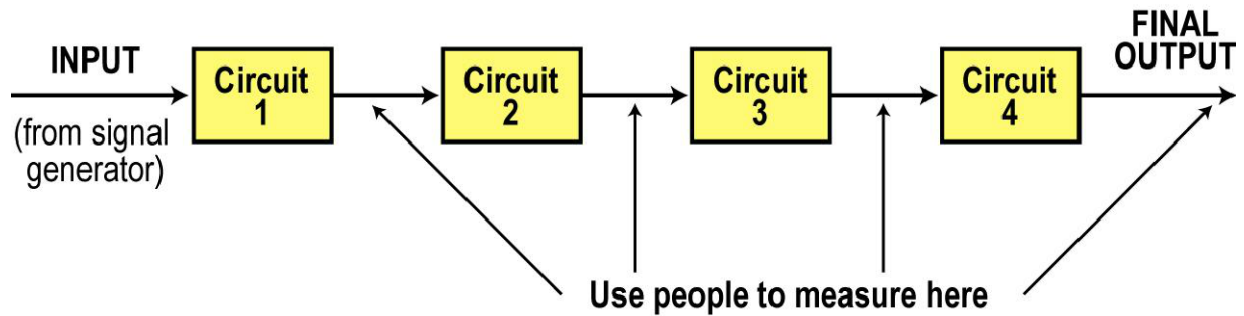 INPUT
(from signal
generator)
Circuit
1
Circuit
2
Circuit
3
Circuit
4
FINAL
OUTPUT
Use people to measure here